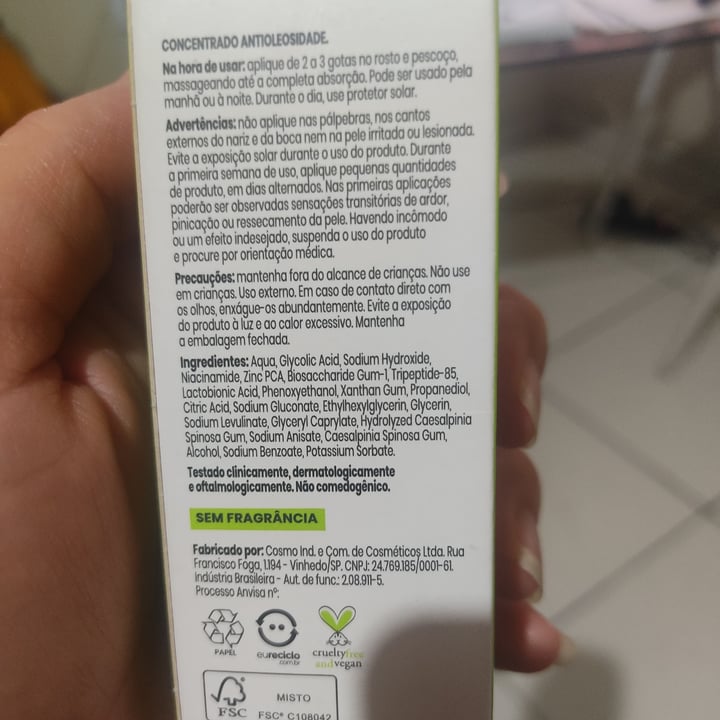 CONCENTRADO ANTIOLEOSIDADE.
Na hora de usar: aplique de 2 a 3 gotas no rosto e pescoço,
massageando até a completa absorção. Pode ser usado pela
manhã ou à noite. Durante o dia, use protetor solar.
Advertências: não aplique nas pálpebras, nos cantos
externos do nariz e da boca nem na pele irritada ou lesionada.
Evite a exposição solar durante o uso do produto. Durante
a primeira semana de uso, aplique pequenas quantidades
de produto, em dias alternados. Nas primeiras aplicações
poderão ser observadas sensações transitórias de ardor,
pinicação ou ressecamento da pele. Havendo incômodo
ou um efeito indesejado, suspenda o uso do produto
e procure por orientação médica.
Precauções: mantenha fora do alcance de crianças. Não use
em crianças. Uso externo. Em caso de contato direto com
os olhos, enxágue-os abundantemente. Evite a exposição
do produto à luz e ao calor excessivo. Mantenha
a embalagem fechada.
Ingredientes: Aqua, Glycolic Acid, Sodium Hydroxide,
Niacinamide, Zinc PCA, Biosaccharide Gum-1, Tripeptide-85,
Lactobionic Acid, Phenoxyethanol, Xanthan Gum, Propanediol,
Citric Acid, Sodium Gluconate, Ethylhexylglycerin, Glycerin,
Sodium Levulinate, Glyceryl Caprylate, Hydrolyzed Caesalpinia
Spinosa Gum, Sodium Anisate, Caesalpinia Spinosa Gum,
Alcohol, Sodium Benzoate, Potassium Sorbate.
Testado clinicamente, dermatologicamente
e oftalmologicamente. Não comedogênico.
SEM FRAGRÂNCIA
Fabricado por: Cosmo Ind. e Com. de Cosméticos Ltda. Rua
Francisco Foga, 1.194 - Vinhedo/SP. CNPJ: 24.769.185/0001-61.
Indústria Brasileira - Aut. de func.: 2.08.911-5.
Processo Anvisa nº:
PAPEL
eureciclo
.com.br
crueltyfree
andvegan
FSC
MISTO
FSC® C108042